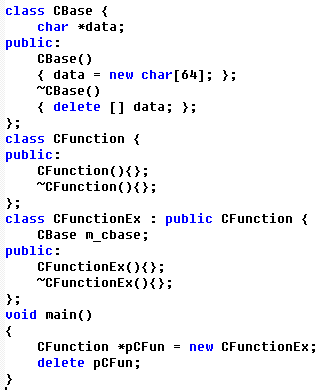 class CBase {
    char *data;
public:
    CBase()
    { data = new char[64]; };
    ~CBase()
    { delete [] data; };
};
class CFunction {
public:
    CFunction(){};
    ~CFunction(){};
};
class CFunctionEx : public CFunction {
    CBase m_cbase;
public:
    CFunctionEx(){};
    ~CFunctionEx(){};
};
void main()
{
    CFunction *pCFun = new CFunctionEx;
    delete pCFun;
}